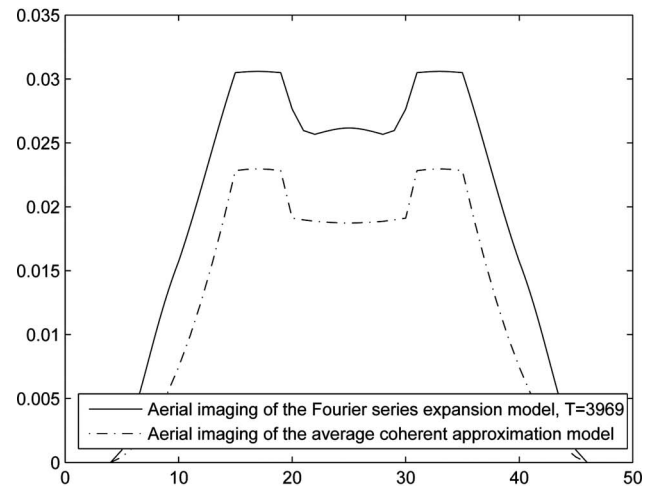 0.035
0.03
0.025
0.02
0.015
0.01
0.005
0
Aerial imaging of the Fourier series expansion model, T=3969
Aerial imaging of the average coherent approximation model
0 10 20 30 40 50